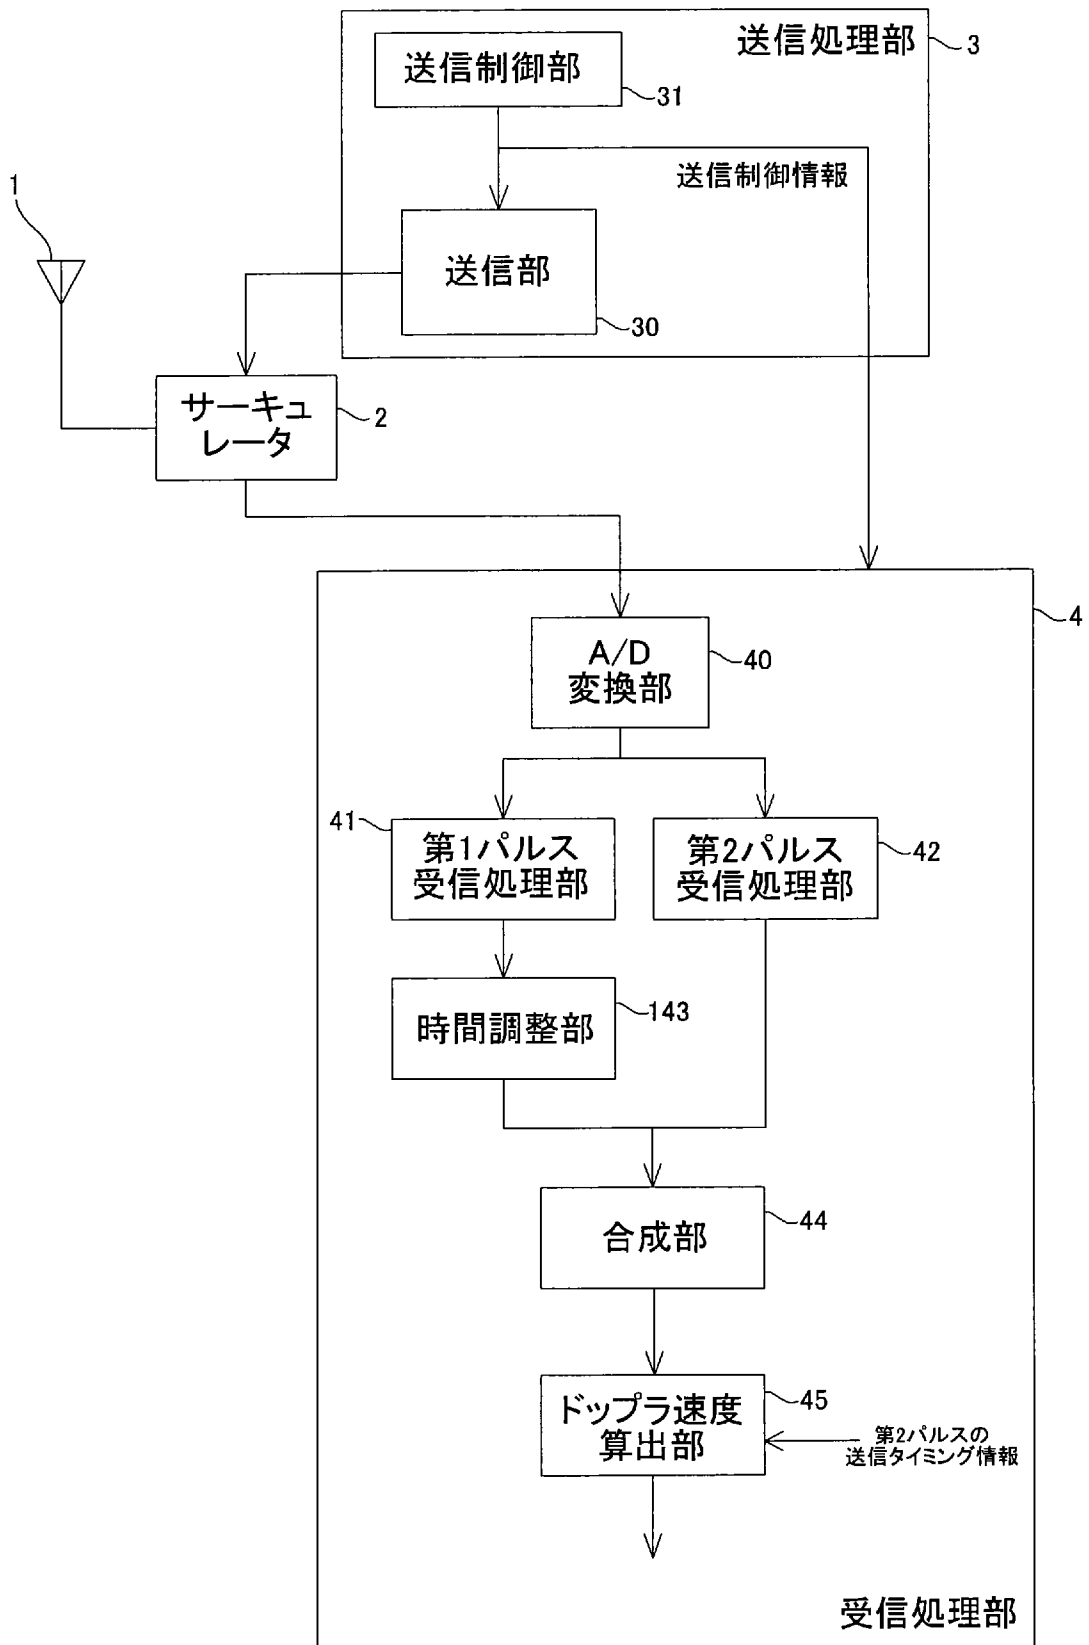 送信処理部
3
送信制御部
31
送信制御情報
1
送信部
30
サーキュ
レータ
2
4
A/D
変換部
40
41
第1パルス
受信処理部
第2パルス
受信処理部
42
時間調整部
143
合成部
44
ドップラ速度
算出部
45
第2パルスの
送信タイミング情報
受信処理部